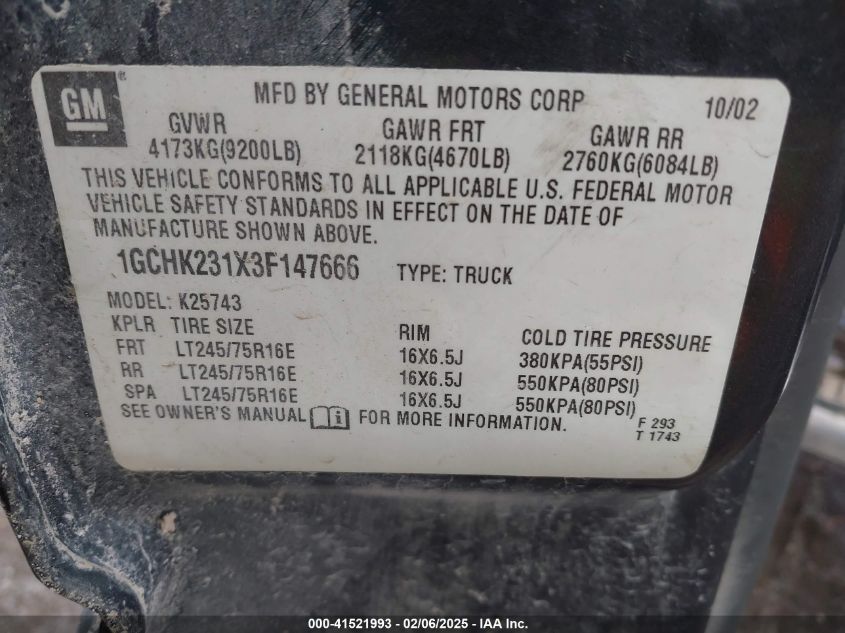 GM ®
MFD BY GENERAL MOTORS CORP 10/02
GVWR GAWR FRT GAWR RR
4173KG(9200LB) 2118KG(4670LB) 2760KG(6084LB)
THIS VEHICLE CONFORMS TO ALL APPLICABLE U.S. FEDERAL MOTOR
VEHICLE SAFETY STANDARDS IN EFFECT ON THE DATE OF
MANUFACTURE SHOWN ABOVE.
1GCHK231X3F147666 TYPE: TRUCK
MODEL: K25743
KPLR TIRE SIZE RIM COLD TIRE PRESSURE
FRT LT245/75R16E 16X6.5J 380KPA(55PSI)
RR LT245/75R16E 16X6.5J 550KPA(80PSI)
SPA LT245/75R16E 16X6.5J 550KPA(80PSI)
SEE OWNER'S MANUAL i FOR MORE INFORMATION.
F 293
T 1743
000-41521993 - 02/06/2025 - IAA Inc.